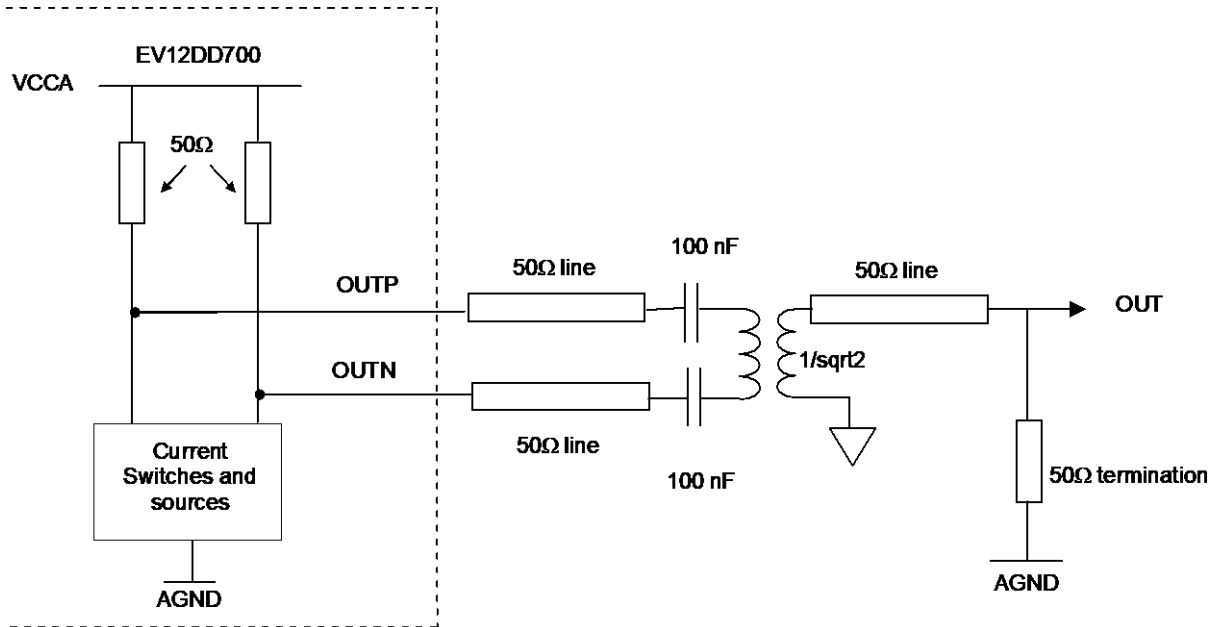 EV12DD700
VCCA
50Ω
100 nF
50Ω line
50Ω line
OUTP
OUT
1/sqrt2
OUTN
50Ω line
Current
Switches and
sources
100 nF
50Ω termination
AGND
AGND